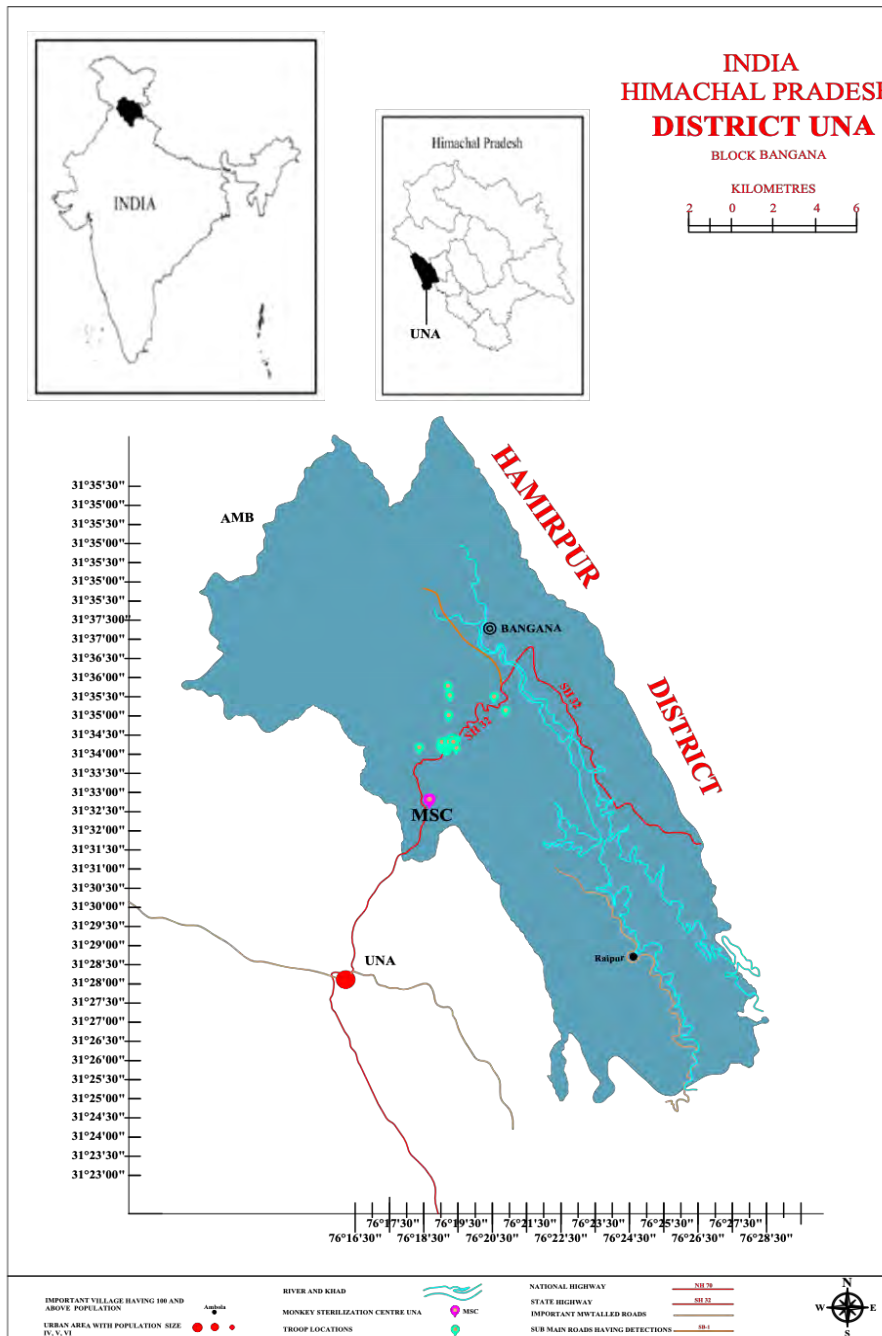 INDIA
HIMACHAL PRADESH
DISTRICT UNA
BLOCK BANGANA
KILOMETRES
2 0 2 4 6
INDIA
Himachal Pradesh
UNA
HAMIRPUR
DISTRICT
AMB
BANGANA
SH 32
SH 32
MSC
UNA
Raipur
31°35'30"
31°35'00"
31°35'30"
31°35'00"
31°35'30"
31°35'00"
31°35'30"
31°37'300"
31°37'00"
31°36'30"
31°35'30"
31°35'00"
31°34'30"
31°34'00"
31°33'30"
31°33'00"
31°32'30"
31°32'00"
31°31'30"
31°31'00"
31°30'30"
31°30'00"
31°29'30"
31°29'00"
31°28'30"
31°28'00"
31°27'30"
31°27'00"
31°26'30"
31°26'00"
31°25'30"
31°25'00"
31°24'30"
31°24'00"
31°23'30"
31°23'00"
76°17'30" 76°19'30" 76°21'30" 76°23'30" 76°25'30" 76°27'30"
76°16'30" 76°18'30" 76°20'30" 76°22'30" 76°24'30" 76°26'30" 76°28'30"
IMPORTANT VILLAGE HAVING 100 AND
ABOVE POPULATION
Ambola
URBAN AREA WITH POPULATION SIZE
IV, V, VI
RIVER AND KHAD
MONKEY STERILIZATION CENTRE UNA
MSC
TROOP LOCATIONS
NATIONAL HIGHWAY
NH 70
STATE HIGHWAY
SH 32
IMPORTANT MWTALLED ROADS
SUB MAIN ROADS HAVING DETECTIONS
SB-1
N
W E
S